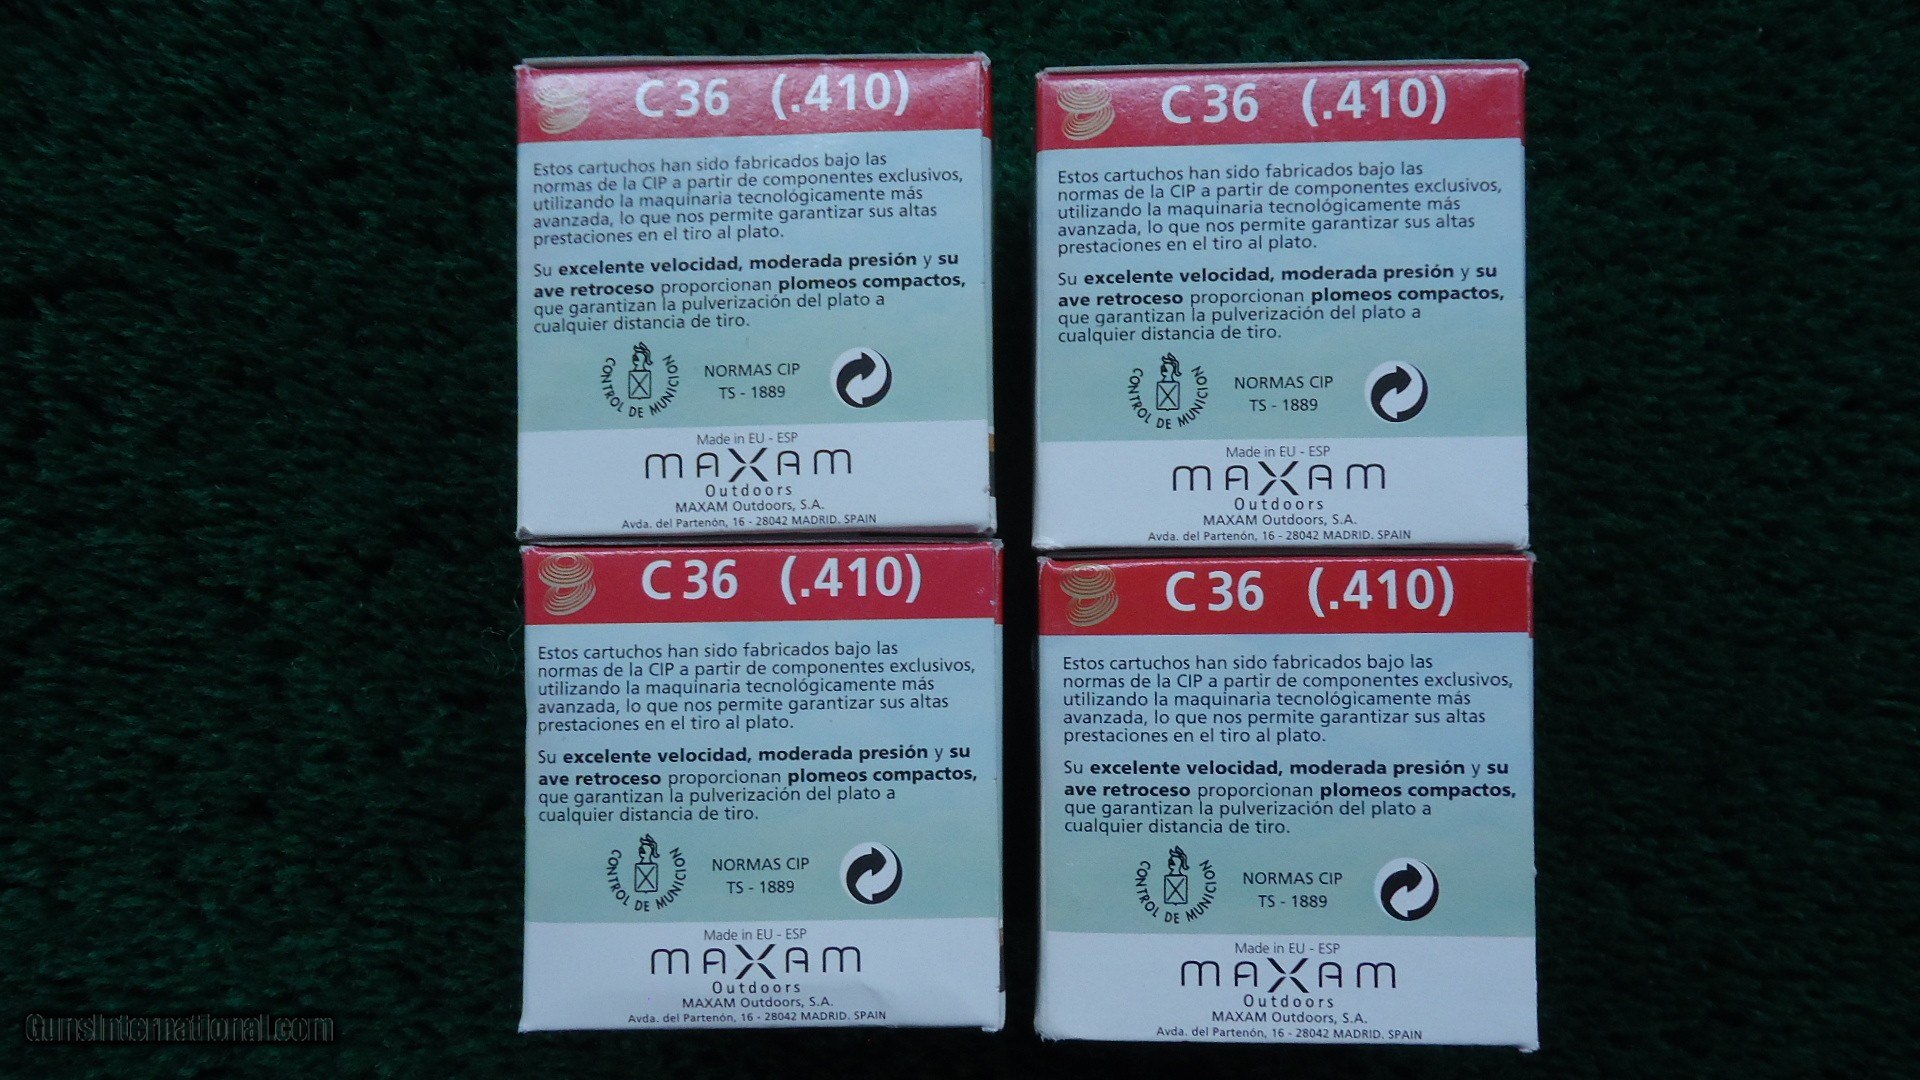 C 36 (.410)
Estos cartuchos han sido fabricados bajo las
normas de la CIP a partir de componentes exclusivos,
utilizando la maquinaria tecnológicamente más
avanzada, lo que nos permite garantizar sus altas
prestaciones en el tiro al plato.
Su excelente velocidad, moderada presión y su
ave retroceso proporcionan plomeos compactos,
que garantizan la pulverización del plato a
cualquier distancia de tiro.
CONTROL DE MUNICION
NORMAS CIP
TS - 1889
Made in EU - ESP
MAXAM
Outdoors
MAXAM Outdoors, S.A.
Avda. del Partenón, 16 - 28042 MADRID. SPAIN
C 36 (.410)
Estos cartuchos han sido fabricados bajo las
normas de la CIP a partir de componentes exclusivos,
utilizando la maquinaria tecnológicamente más
avanzada, lo que nos permite garantizar sus altas
prestaciones en el tiro al plato.
Su excelente velocidad, moderada presión y su
ave retroceso proporcionan plomeos compactos,
que garantizan la pulverización del plato a
cualquier distancia de tiro.
CONTROL DE MUNICION
NORMAS CIP
TS - 1889
Made in EU - ESP
MAXAM
Outdoors
MAXAM Outdoors, S.A.
Avda. del Partenón, 16 - 28042 MADRID. SPAIN
C 36 (.410)
Estos cartuchos han sido fabricados bajo las
normas de la CIP a partir de componentes exclusivos,
utilizando la maquinaria tecnológicamente más
avanzada, lo que nos permite garantizar sus altas
prestaciones en el tiro al plato.
Su excelente velocidad, moderada presión y su
ave retroceso proporcionan plomeos compactos,
que garantizan la pulverización del plato a
cualquier distancia de tiro.
CONTROL DE MUNICION
NORMAS CIP
TS - 1889
Made in EU - ESP
MAXAM
Outdoors
MAXAM Outdoors, S.A.
Avda. del Partenón, 16 - 28042 MADRID. SPAIN
C 36 (.410)
Estos cartuchos han sido fabricados bajo las
normas de la CIP a partir de componentes exclusivos,
utilizando la maquinaria tecnológicamente más
avanzada, lo que nos permite garantizar sus altas
prestaciones en el tiro al plato.
Su excelente velocidad, moderada presión y su
ave retroceso proporcionan plomeos compactos,
que garantizan la pulverización del plato a
cualquier distancia de tiro.
CONTROL DE MUNICION
NORMAS CIP
TS - 1889
Made in EU - ESP
MAXAM
Outdoors
MAXAM Outdoors, S.A.
Avda. del Partenón, 16 - 28042 MADRID. SPAIN
GunsInternational.com